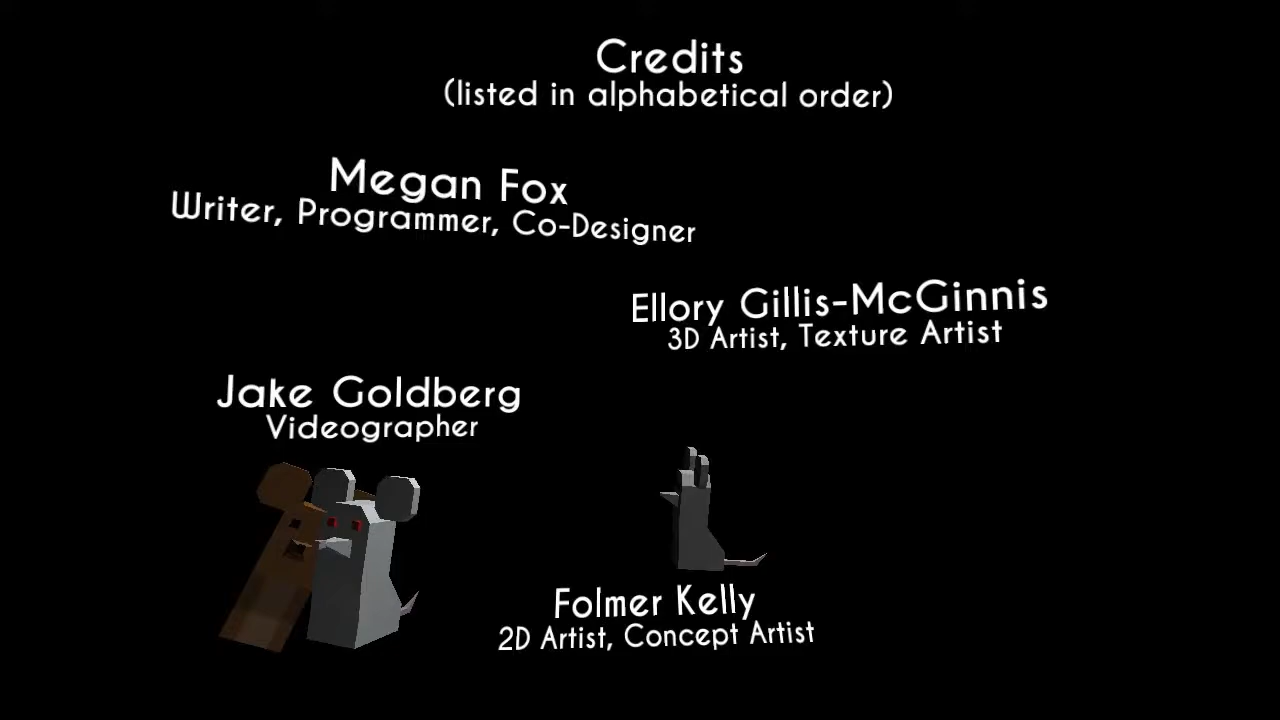 Credits
(listed in alphabetical order)
Megan Fox
Writer, Programmer, Co-Designer
Ellory Gillis-McGinnis
3D Artist, Texture Artist
Jake Goldberg
Videographer
Folmer Kelly
2D Artist, Concept Artist